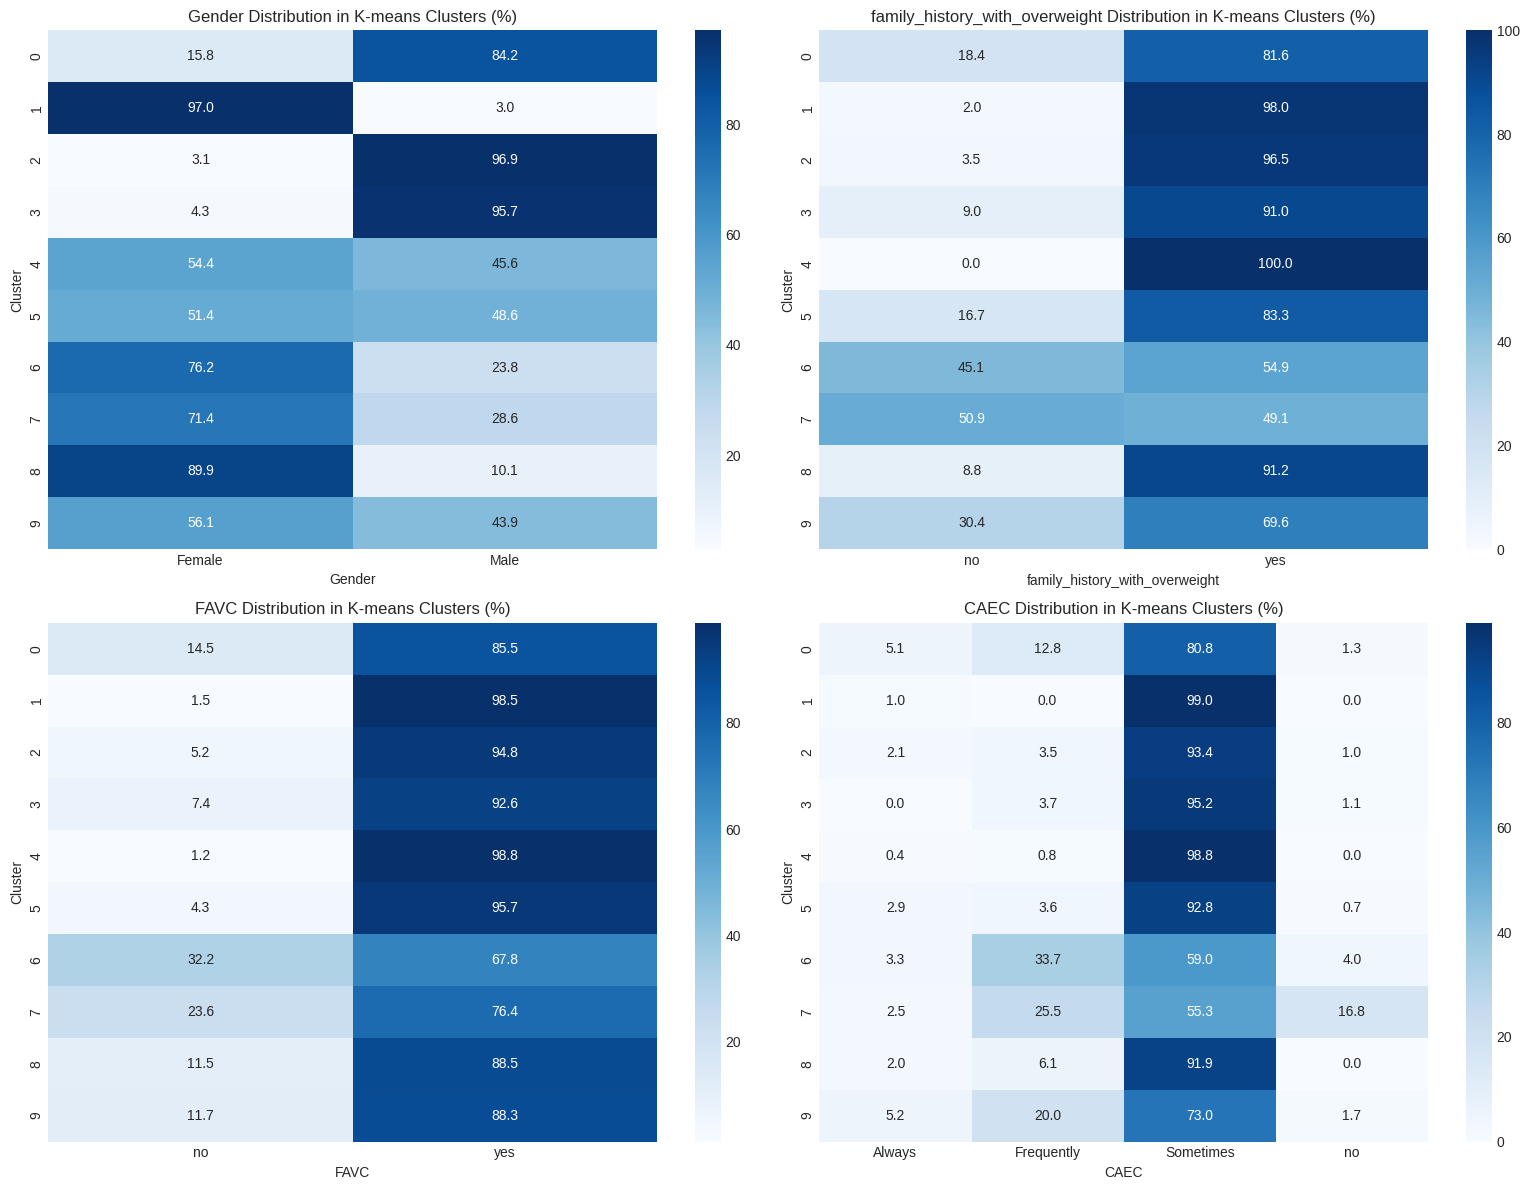 Gender Distribution in K-means Clusters (%)
0 15.8 84.2
1 97.0 3.0
2 3.1 96.9
3 4.3 95.7
4 54.4 45.6
5 51.4 48.6
6 76.2 23.8
7 71.4 28.6
8 89.9 10.1
9 56.1 43.9
Cluster
Female Male
Gender
80
60
40
20
family_history_with_overweight Distribution in K-means Clusters (%)
0 18.4 81.6
1 2.0 98.0
2 3.5 96.5
3 9.0 91.0
4 0.0 100.0
5 16.7 83.3
6 45.1 54.9
7 50.9 49.1
8 8.8 91.2
9 30.4 69.6
Cluster
no yes
family_history_with_overweight
100
80
60
40
20
0
FAVC Distribution in K-means Clusters (%)
0 14.5 85.5
1 1.5 98.5
2 5.2 94.8
3 7.4 92.6
4 1.2 98.8
5 4.3 95.7
6 32.2 67.8
7 23.6 76.4
8 11.5 88.5
9 11.7 88.3
Cluster
no yes
FAVC
80
60
40
20
CAEC Distribution in K-means Clusters (%)
0 5.1 12.8 80.8 1.3
1 1.0 0.0 99.0 0.0
2 2.1 3.5 93.4 1.0
3 0.0 3.7 95.2 1.1
4 0.4 0.8 98.8 0.0
5 2.9 3.6 92.8 0.7
6 3.3 33.7 59.0 4.0
7 2.5 25.5 55.3 16.8
8 2.0 6.1 91.9 0.0
9 5.2 20.0 73.0 1.7
Cluster
Always Frequently Sometimes no
CAEC
80
60
40
20
0